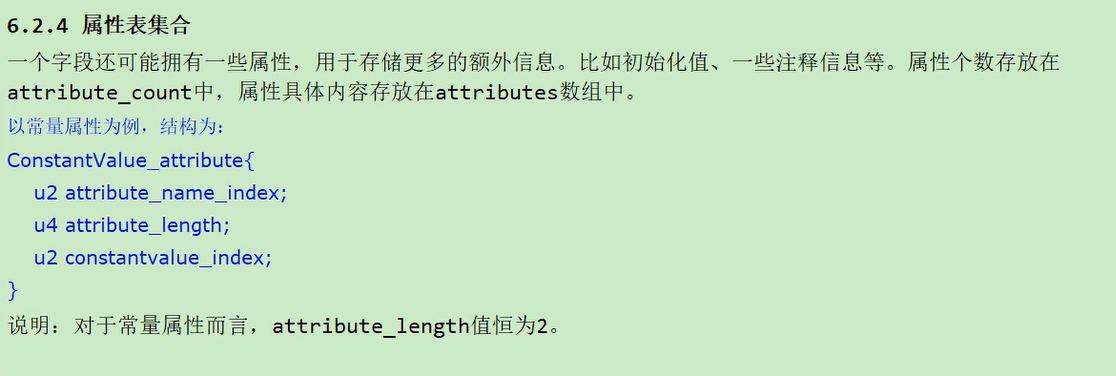 6.2.4 属性表集合
一个字段还可能拥有一些属性，用于存储更多的额外信息。比如初始化值、一些注释信息等。属性个数存放在
attribute_count中，属性具体内容存放在attributes数组中。
以常量属性为例，结构为：
ConstantValue_attribute{
u2 attribute_name_index;
u4 attribute_length;
u2 constantvalue_index;
}
说明：对于常量属性而言，attribute_length值恒为2。